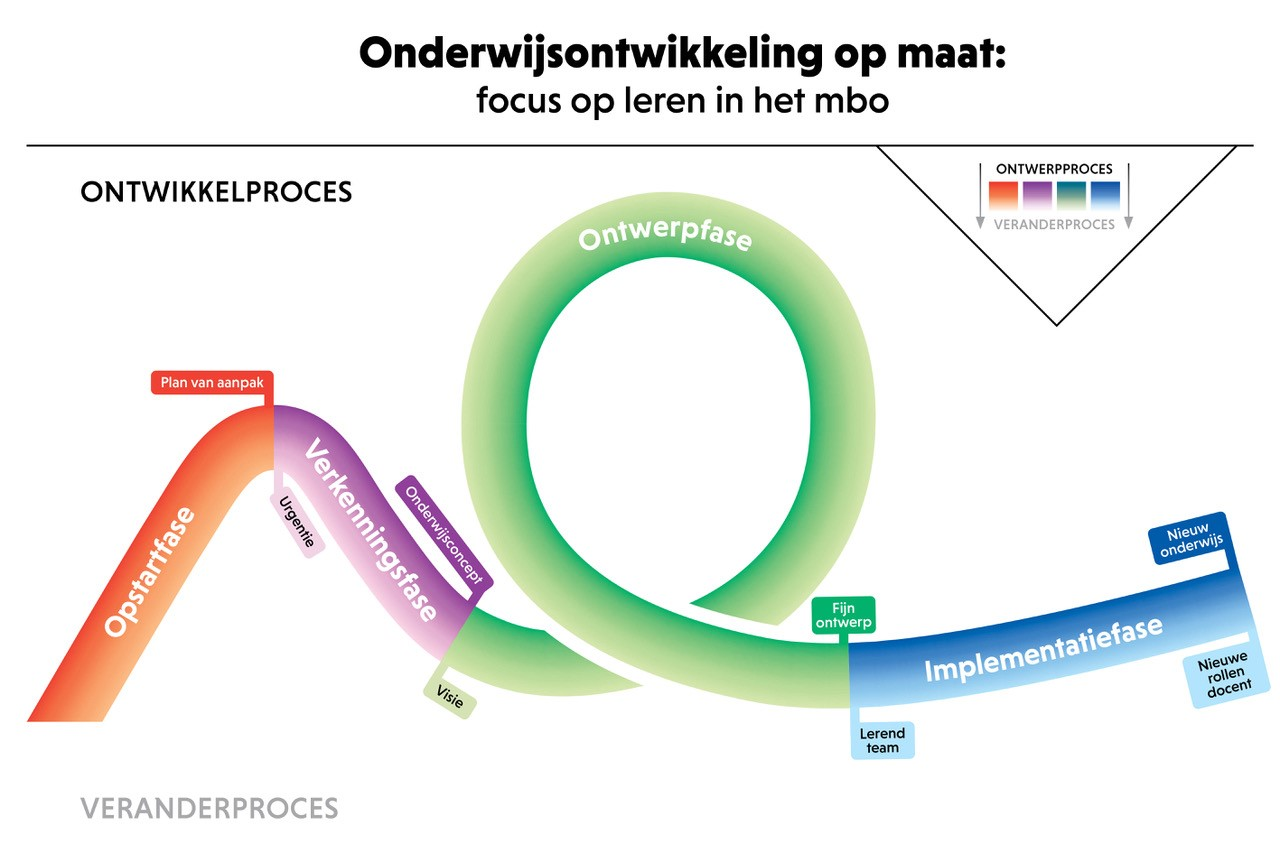 Onderwijsontwikkeling op maat:
focus op leren in het mbo
ONTWIKKELPROCES
ONTWERPPROCES
VERANDERPROCES
Ontwerpfase
Plan van aanpak
Opstartfase
Urgentie
Verkenningsfase
Onderwijsconcept
Visie
Fijn
ontwerp
Lerend
team
Implementatiefase
Nieuw
onderwijs
Nieuwe
rollen
docent
VERANDERPROCES